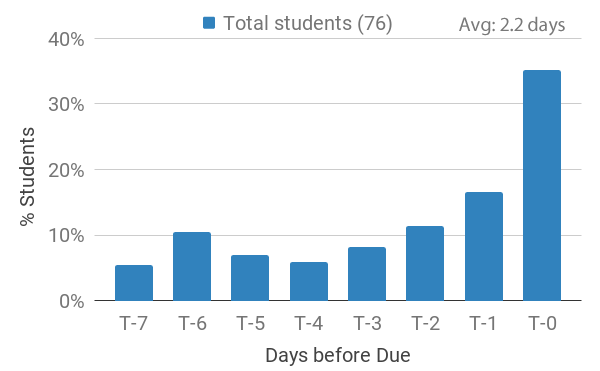 Total students (76)
Avg: 2.2 days
40%
30%
20%
10%
0%
% Students
T-7 T-6 T-5 T-4 T-3 T-2 T-1 T-0
Days before Due